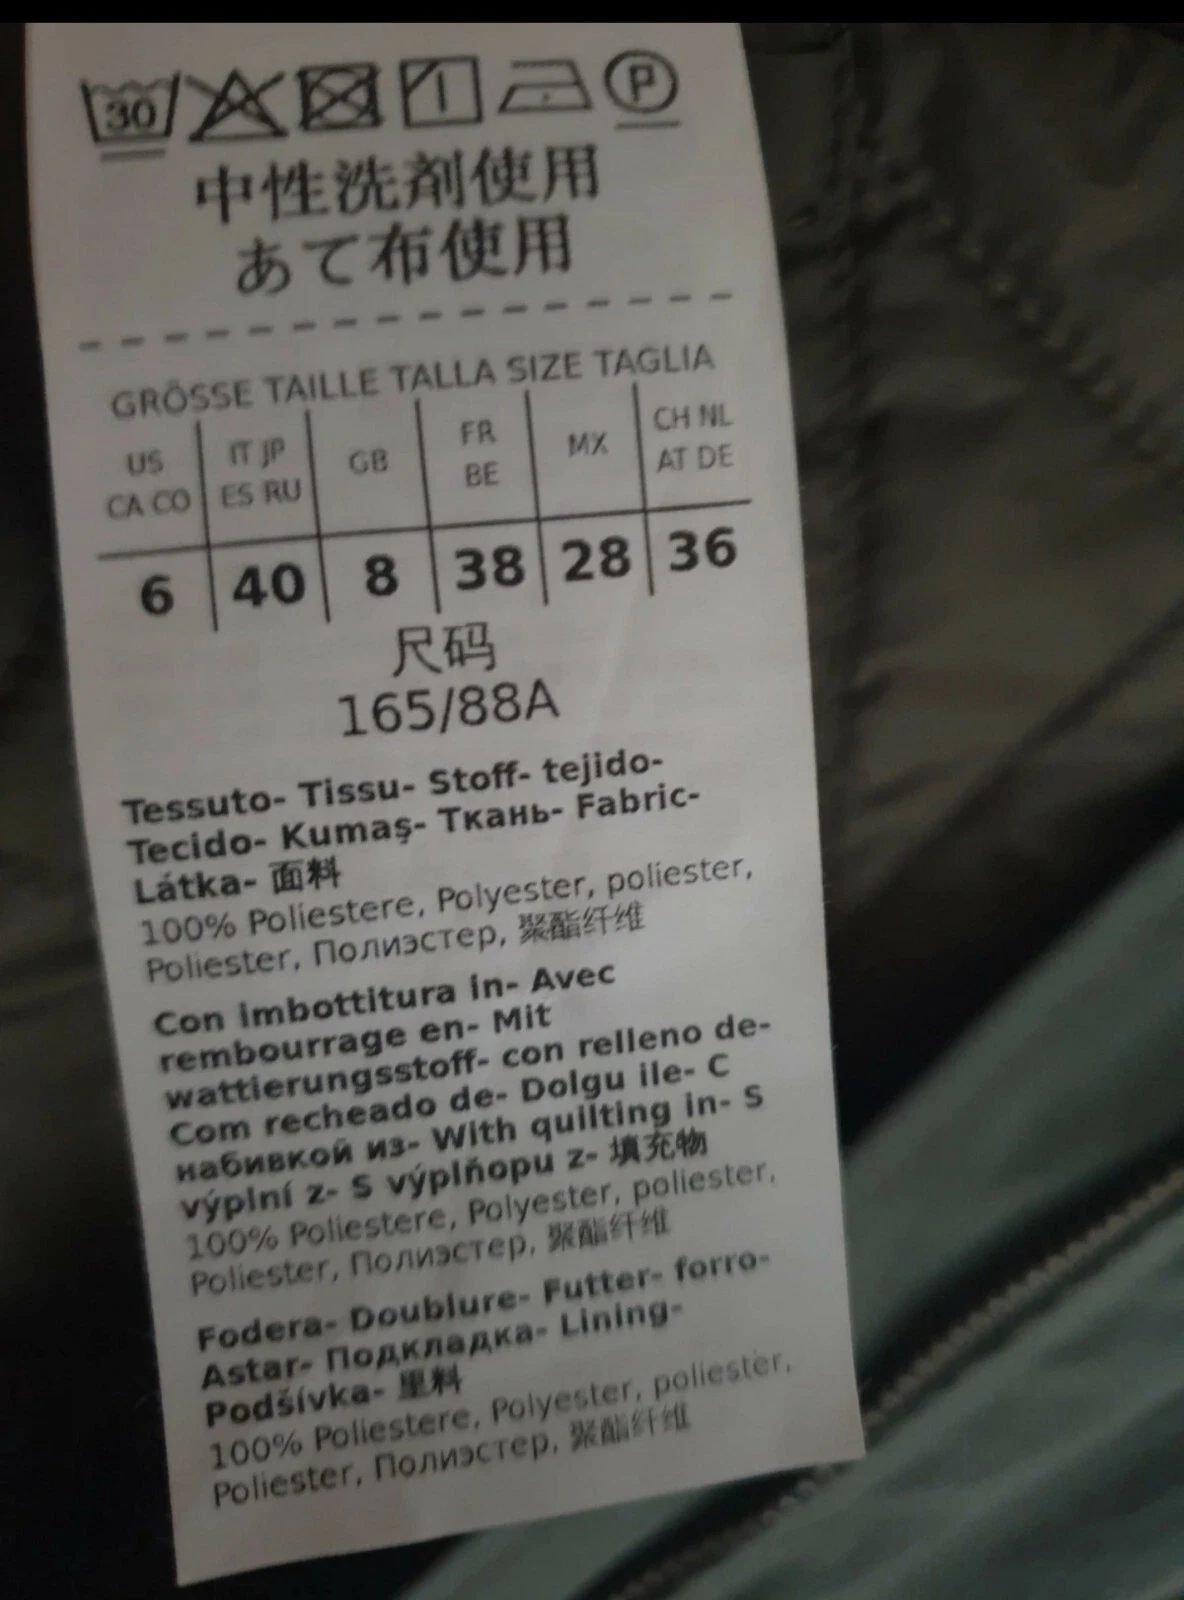 30 P
中性洗剤使用
あて布使用
GRÖSSE TAILLE TALLA SIZE TAGLIA
US CA CO | IT JP ES RU | GB | FR BE | MX | CH NL AT DE
6 | 40 | 8 | 38 | 28 | 36
尺码
165/88A
Tessuto- Tissu- Stoff- tejido-
Tecido- Kumaş- Ткань- Fabric-
Látka- 面料
100% Poliestere, Polyester, poliester,
Poliester, Полиэстер, 聚酯纤维
Con imbottitura in- Avec
rembourrage en- Mit
wattierungsstoff- con relleno de-
Com recheado de- Dolgu ile- C
набивкой из- With quilting in- S
výplní z- S výplňopu z- 填充物
100% Poliestere, Polyester, poliester,
Poliester, Полиэстер, 聚酯纤维
Fodera- Doublure- Futter- forro-
Astar- Подкладка- Lining-
Podšívka- 里料
100% Poliestere, Polyester, poliester,
Poliester, Полиэстер, 聚酯纤维